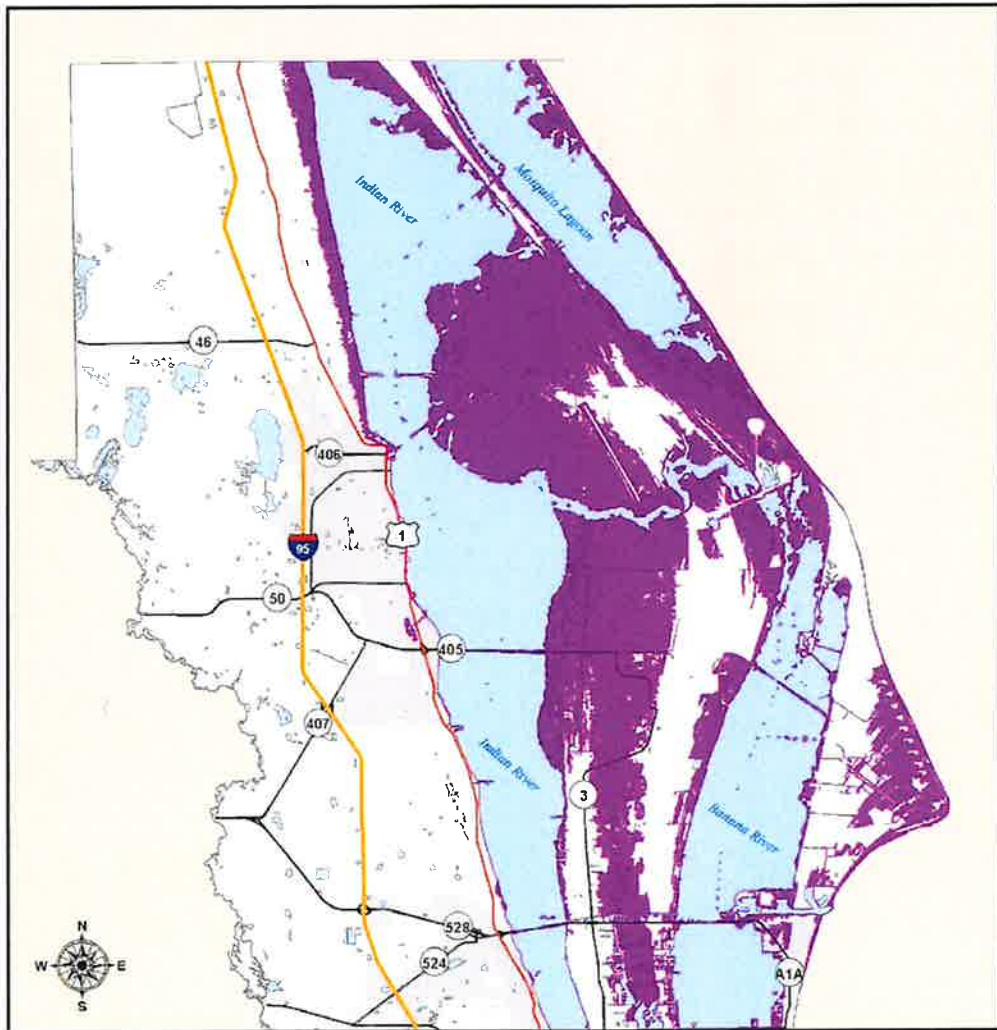 Indian River
Mosquito Lagoon
46
406
95
1
50
405
407
Indian River
3
Banana River
528
524
A1A
N
W E
S